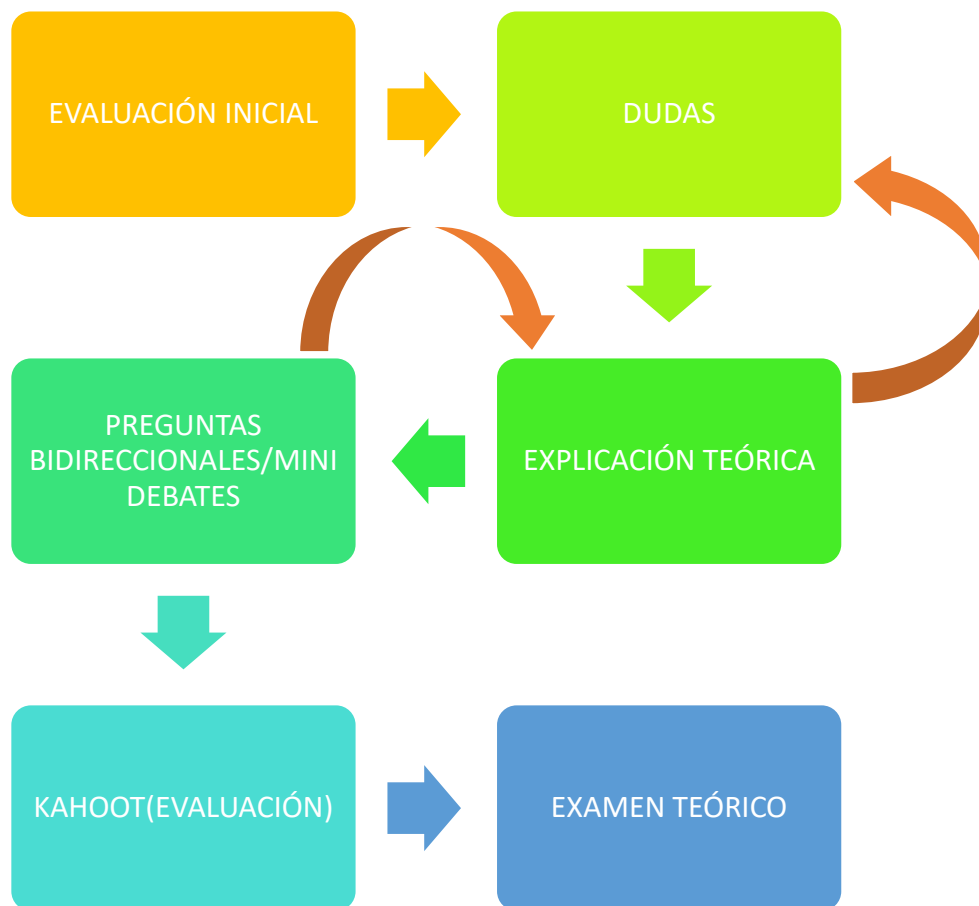 EVALUACIÓN INICIAL
DUDAS
EXPLICACIÓN TEÓRICA
PREGUNTAS
BIDIRECCIONALES/MINI
DEBATES
KAHOOT(EVALUACIÓN)
EXAMEN TEÓRICO